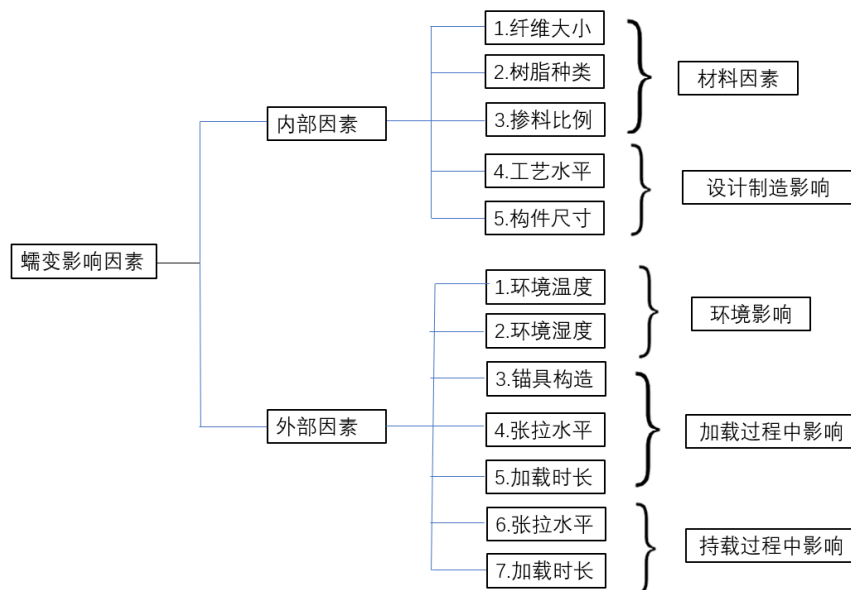 蠕变影响因素
内部因素
1.纤维大小
2.树脂种类
3.掺料比例
材料因素
4.工艺水平
5.构件尺寸
设计制造影响
外部因素
1.环境温度
2.环境湿度
环境影响
3.锚具构造
4.张拉水平
5.加载时长
加载过程中影响
6.张拉水平
7.加载时长
持载过程中影响